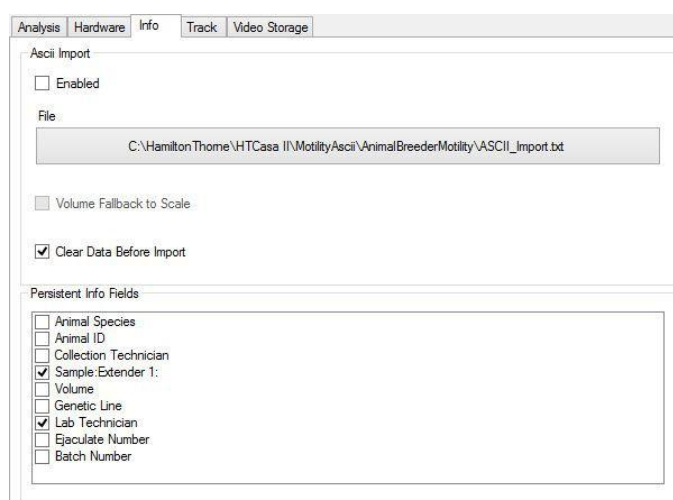 Analysis Hardware Info Track Video Storage
Ascii Import
Enabled
File
C:\HamiltonThorne\HTCasa II\MotilityAscii\AnimalBreederMotility\ASCII_Import.txt
Volume Fallback to Scale
Clear Data Before Import
Persistent Info Fields
Animal Species
Animal ID
Collection Technician
Sample:Extender 1:
Volume
Genetic Line
Lab Technician
Ejaculate Number
Batch Number